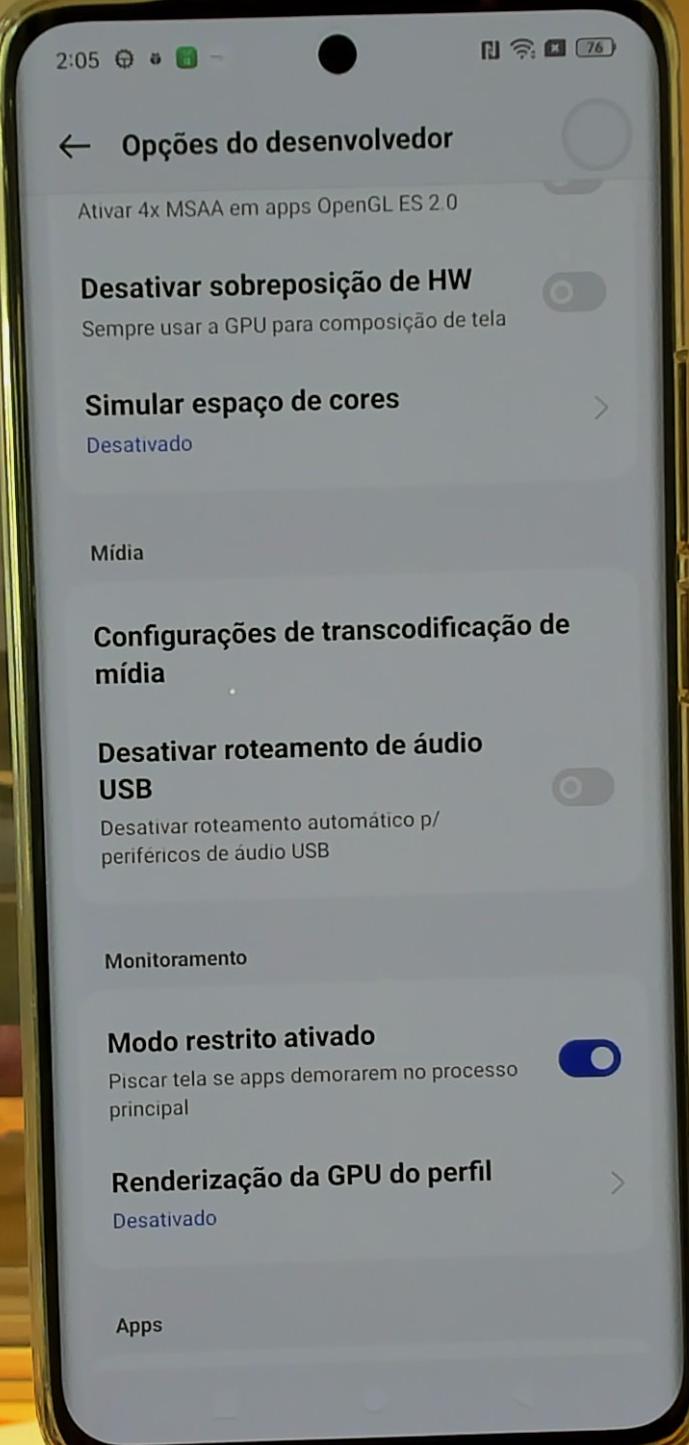 2:05
76
Opções do desenvolvedor
Ativar 4x MSAA em apps OpenGL ES 2.0
Desativar sobreposição de HW
Sempre usar a GPU para composição de tela
Simular espaço de cores
Desativado
Mídia
Configurações de transcodificação de
mídia
Desativar roteamento de áudio
USB
Desativar roteamento automático p/
periféricos de áudio USB
Monitoramento
Modo restrito ativado
Piscar tela se apps demorarem no processo
principal
Renderização da GPU do perfil
Desativado
Apps